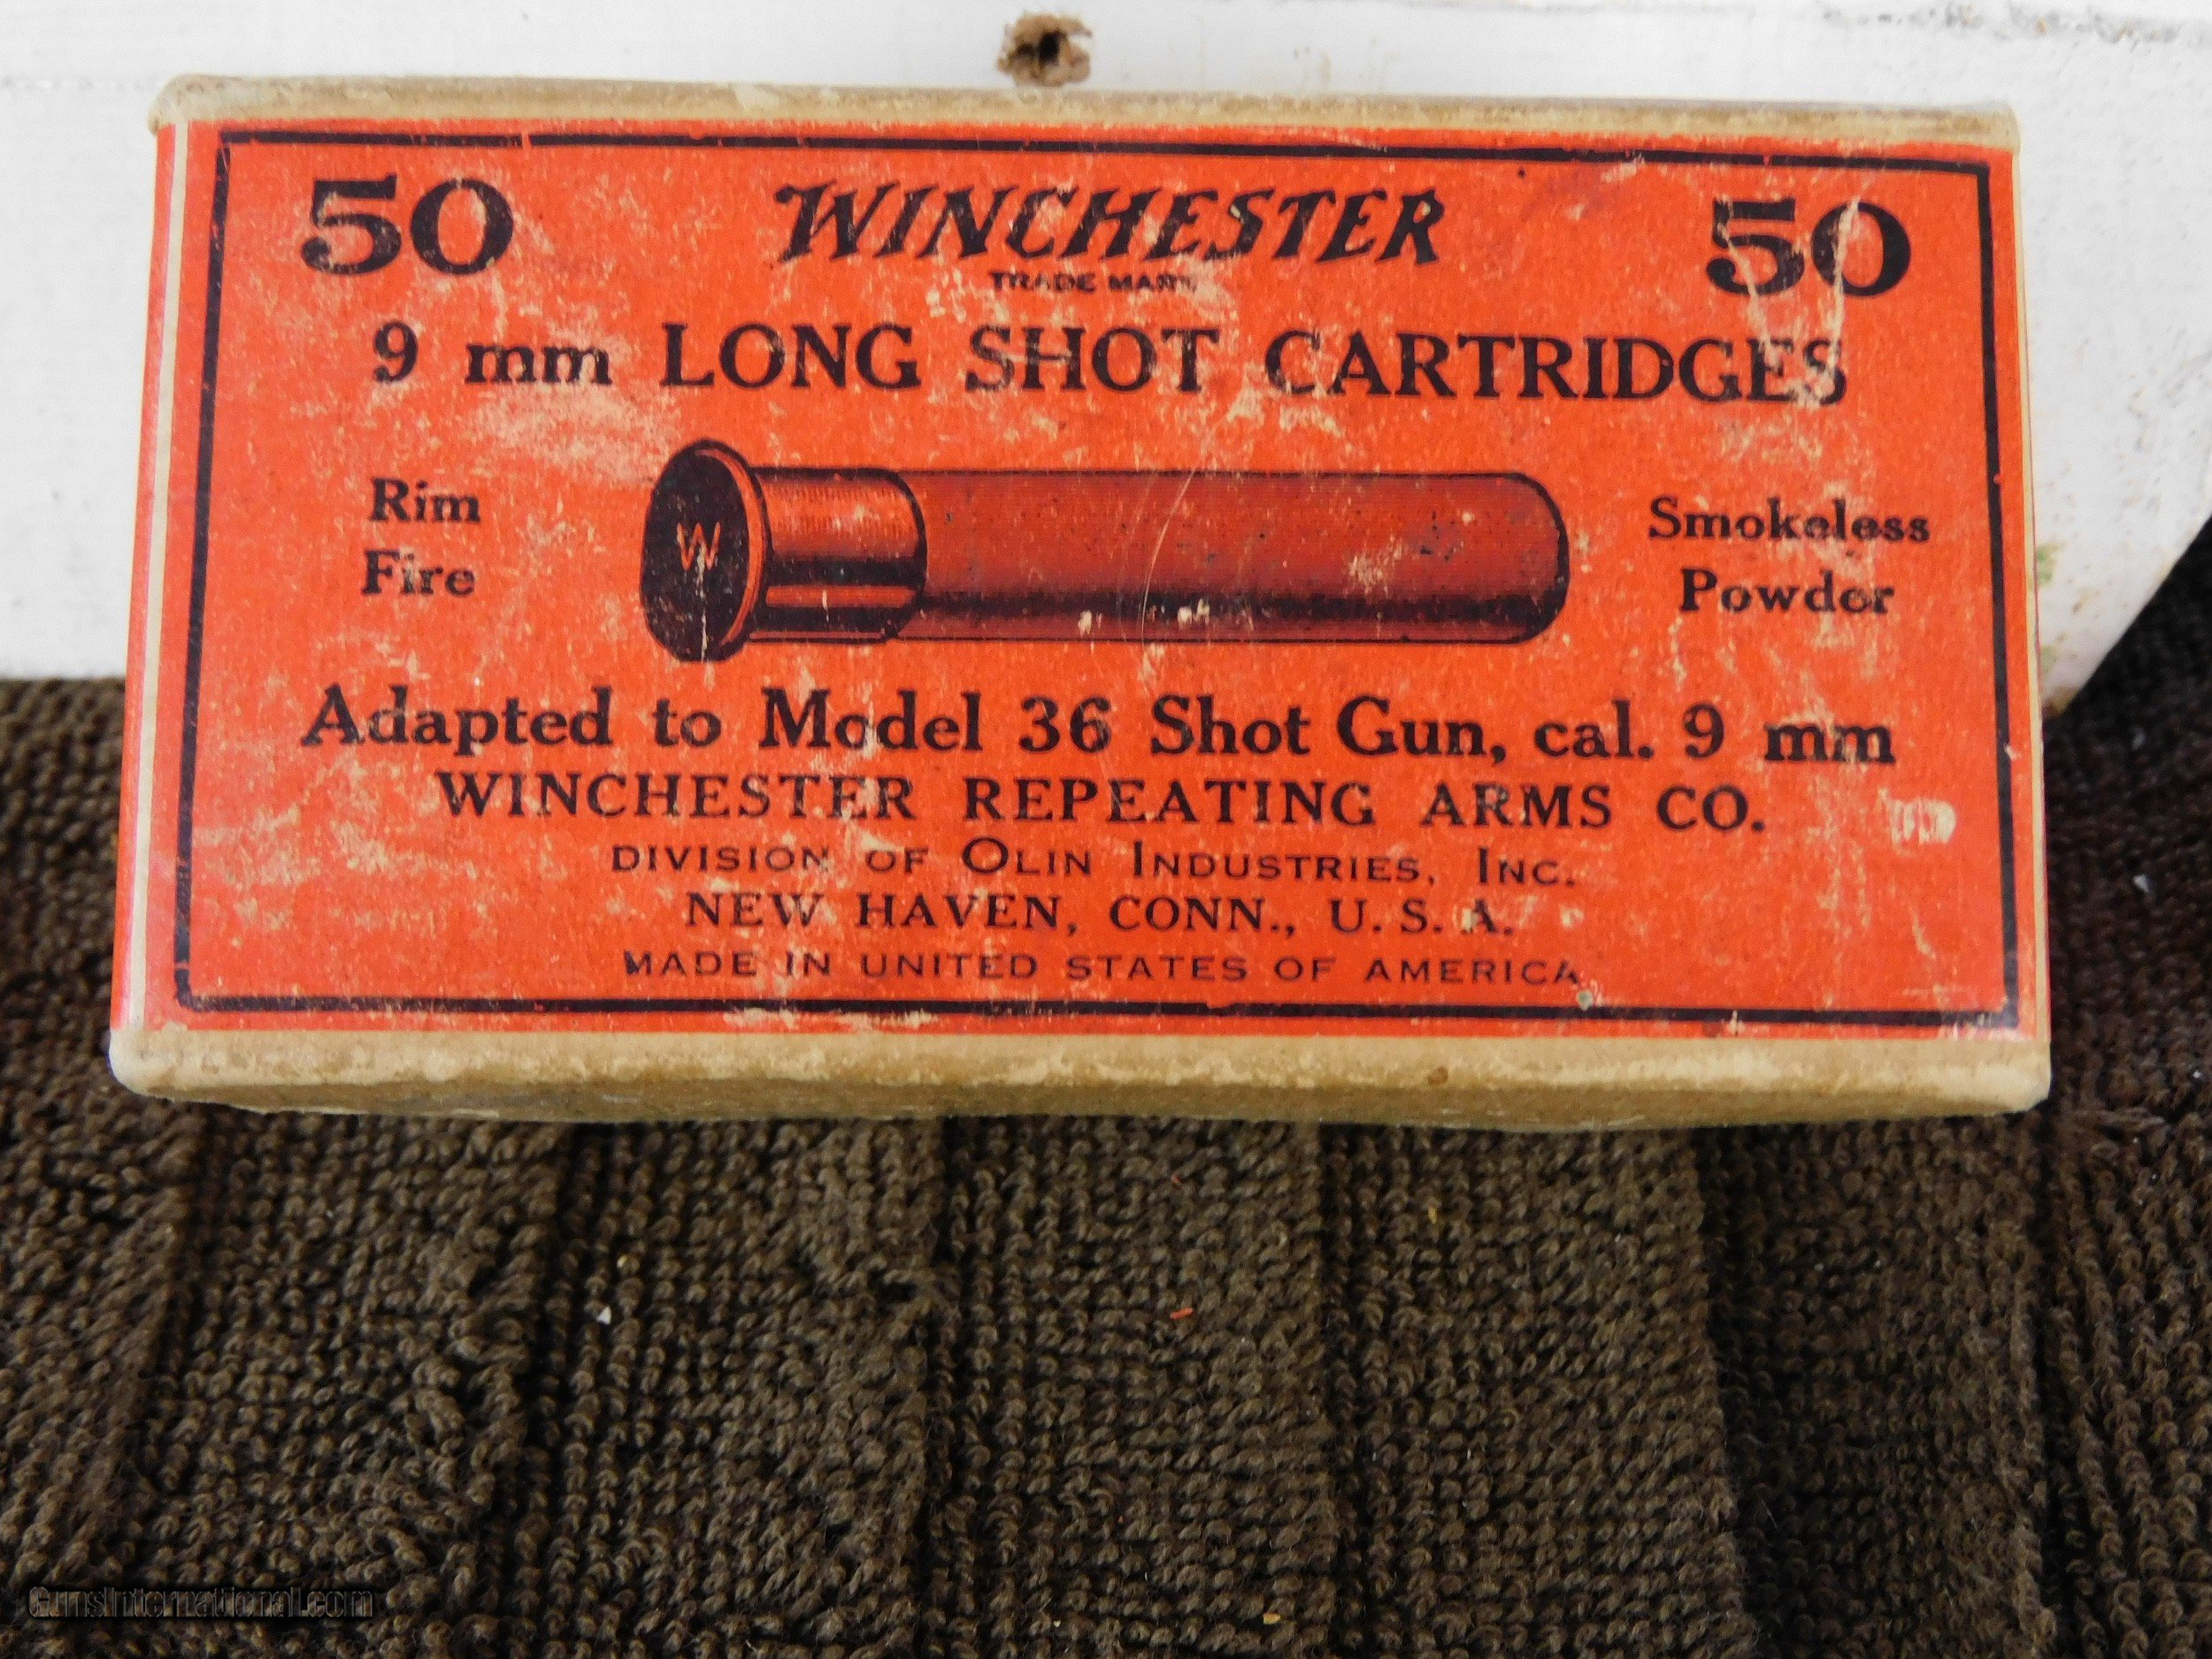 50 WINCHESTER 50
TRADE MARK
9 mm LONG SHOT CARTRIDGES
Rim
Fire
W
Smokeless
Powder
Adapted to Model 36 Shot Gun, cal. 9 mm
WINCHESTER REPEATING ARMS CO.
DIVISION OF OLIN INDUSTRIES, INC.
NEW HAVEN, CONN., U. S. A.
MADE IN UNITED STATES OF AMERICA
GunsInternational.com